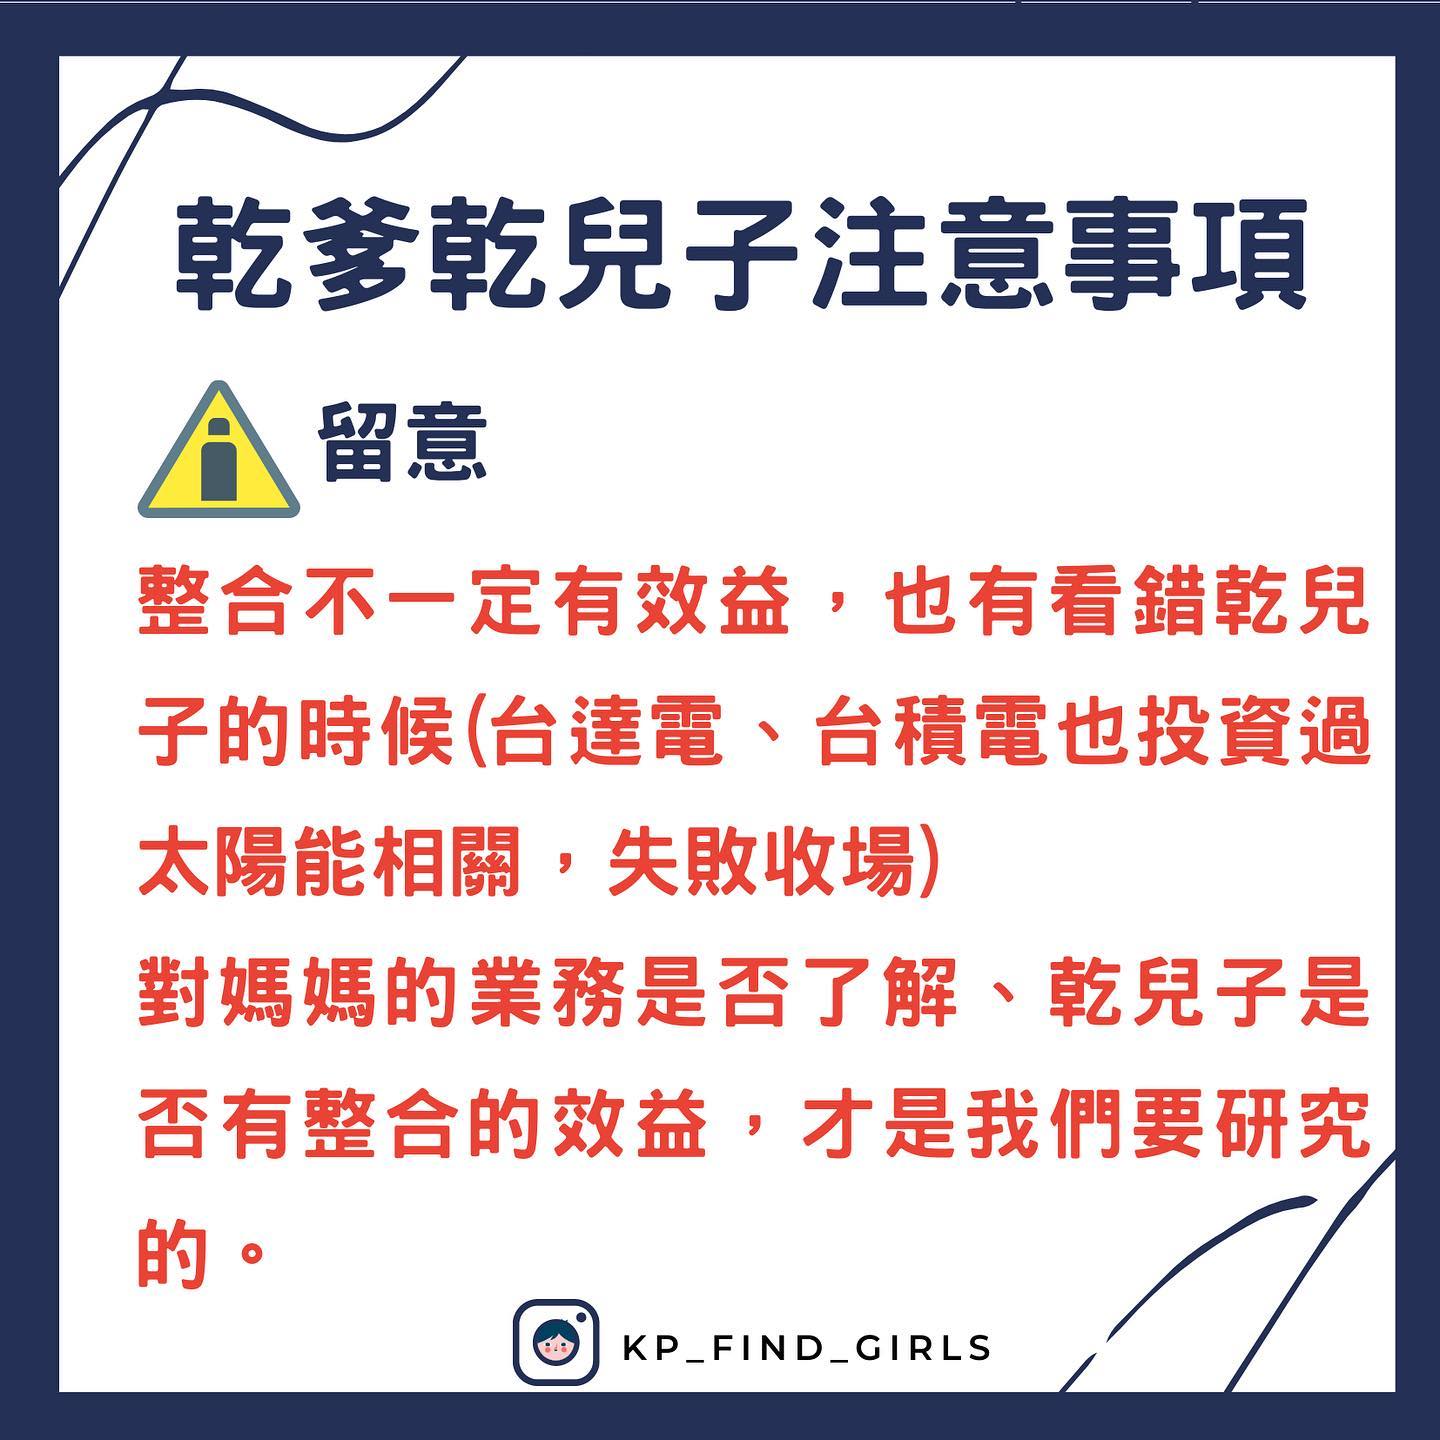 乾爹乾兒子注意事項
留意
整合不一定有效益，也有看錯乾兒
子的時候(台達電、台積電也投資過
太陽能相關，失敗收場)
對媽媽的業務是否了解、乾兒子是
否有整合的效益，才是我們要研究
的。
KP_FIND_GIRLS